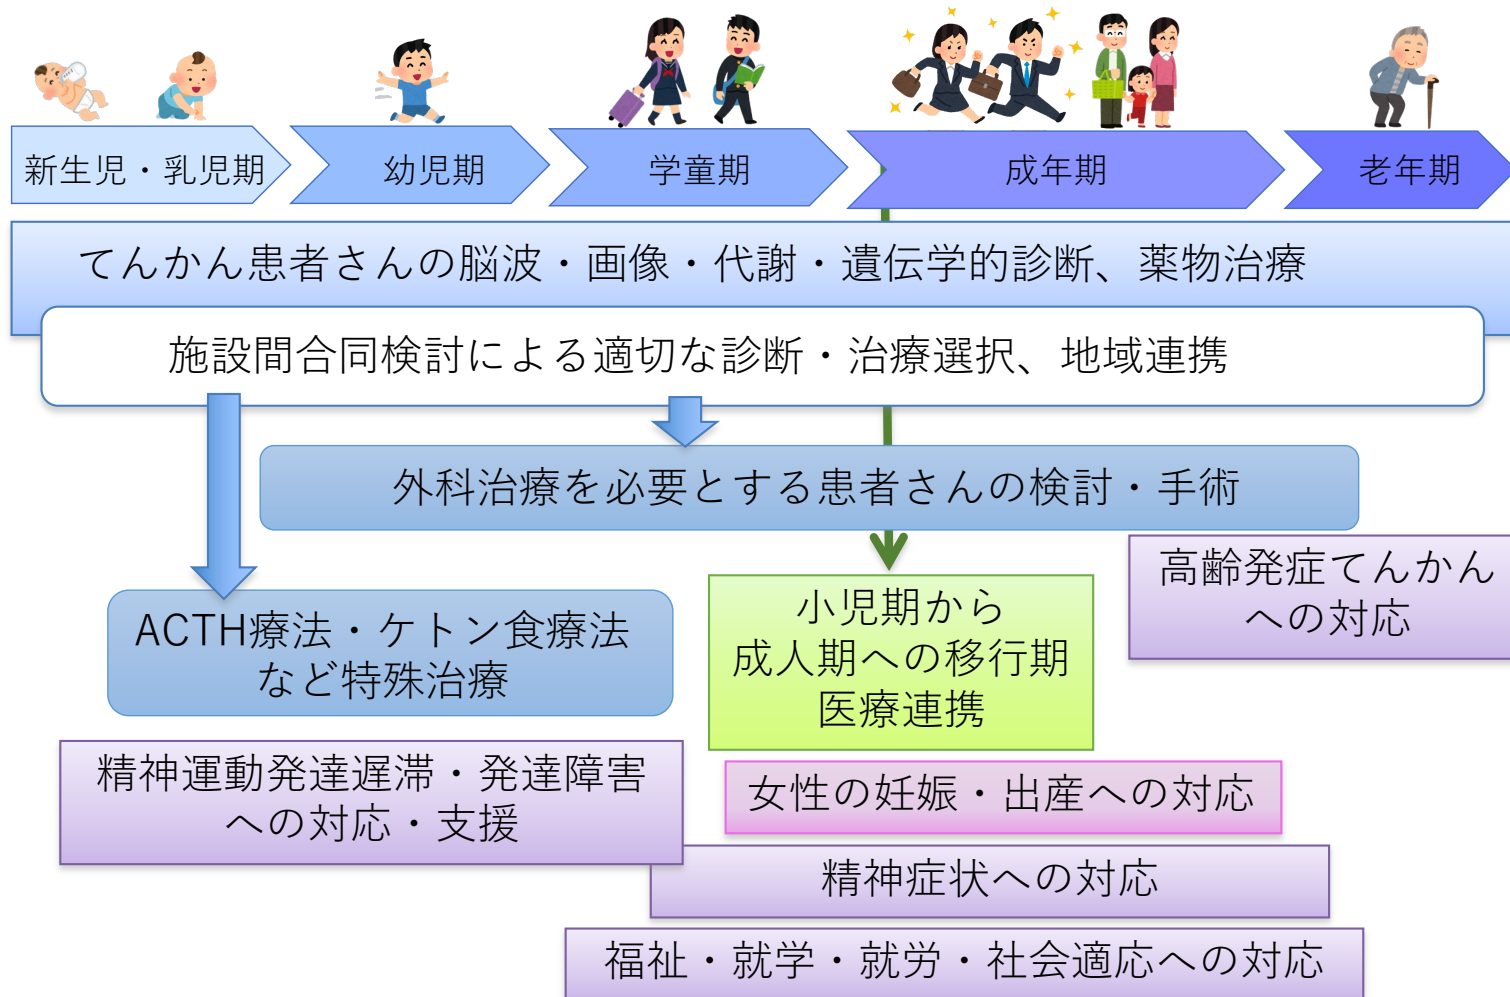 新生児・乳児期
幼児期
学童期
成年期
老年期
てんかん患者さんの脳波・画像・代謝・遺伝学的診断、薬物治療
施設間合同検討による適切な診断・治療選択、地域連携
外科治療を必要とする患者さんの検討・手術
高齢発症てんかん
への対応
ACTH療法・ケトン食療法
など特殊治療
小児期から
成人期への移行期
医療連携
精神運動発達遅滞・発達障害
への対応・支援
女性の妊娠・出産への対応
精神症状への対応
福祉・就学・就労・社会適応への対応